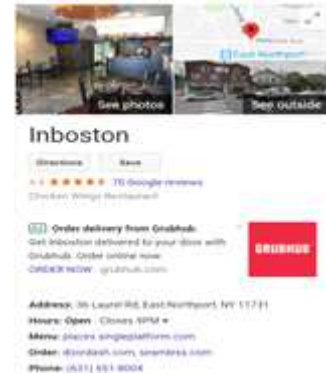 See photos
See outside
East Northport
Inboston
Directions
Save
70 Google reviews
Chicken Wings Restaurant
Order delivery from Grubhub
Get Inboston delivered to your door with
Grubhub. Order online now.
ORDER NOW grubhub.com
GRUBHUB
Address: 36 Laurel Rd, East Northport, NY 11731
Hours: Open · Closes 9PM
Menu: places.singleplatform.com
Order: doordash.com, seamless.com
Phone: (631) 651-8004